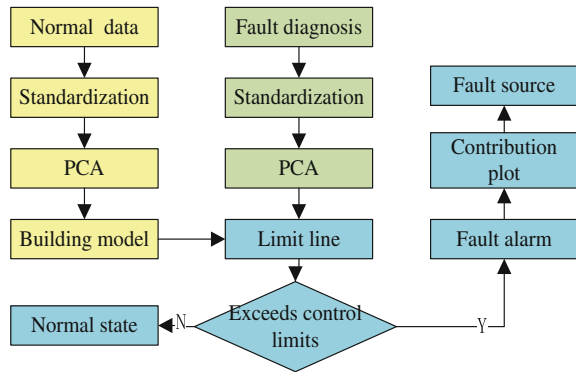 Normal data
Fault diagnosis
Standardization
Standardization
Fault source
PCA
PCA
Contribution
plot
Building model
Limit line
Fault alarm
Normal state
N
Exceeds control
limits
Y